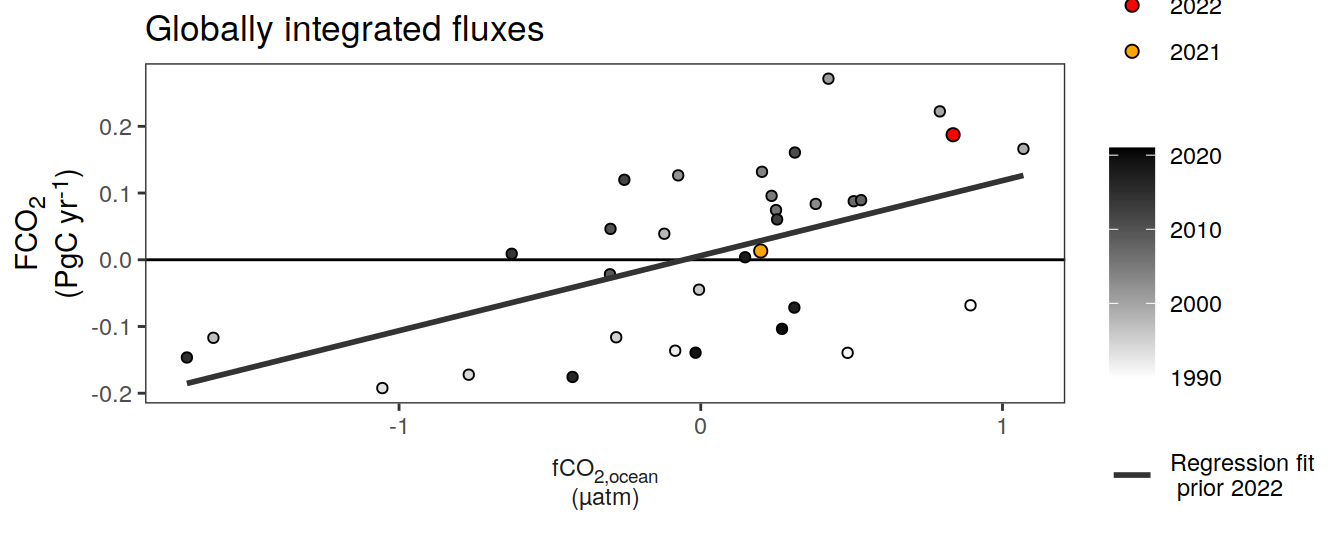 Globally integrated fluxes
2022
2021
FCO₂
(PgC yr⁻¹)
0.2
0.1
0.0
-0.1
-0.2
-1
0
1
fCO₂,ocean
(µatm)
2020
2010
2000
1990
Regression fit
prior 2022